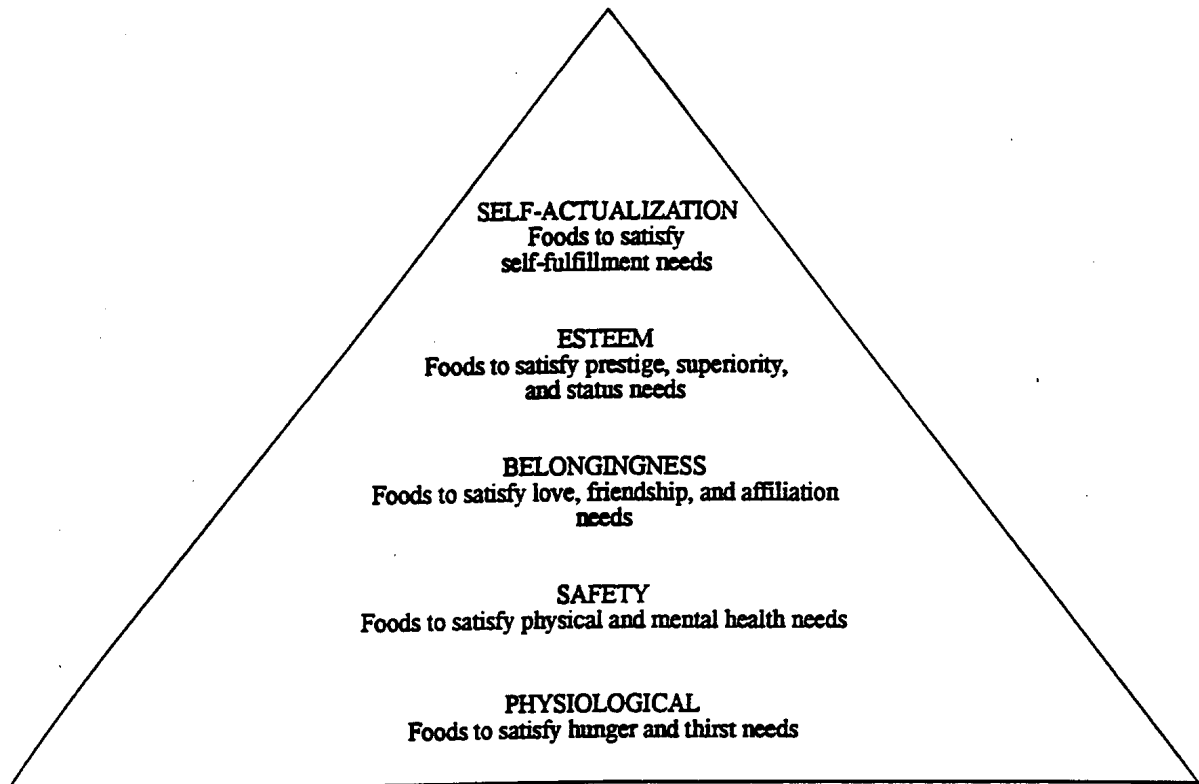 SELF-ACTUALIZATION
Foods to satisfy
self-fulfillment needs
ESTEEM
Foods to satisfy prestige, superiority,
and status needs
BELONGINGNESS
Foods to satisfy love, friendship, and affiliation
needs
SAFETY
Foods to satisfy physical and mental health needs
PHYSIOLOGICAL
Foods to satisfy hunger and thirst needs